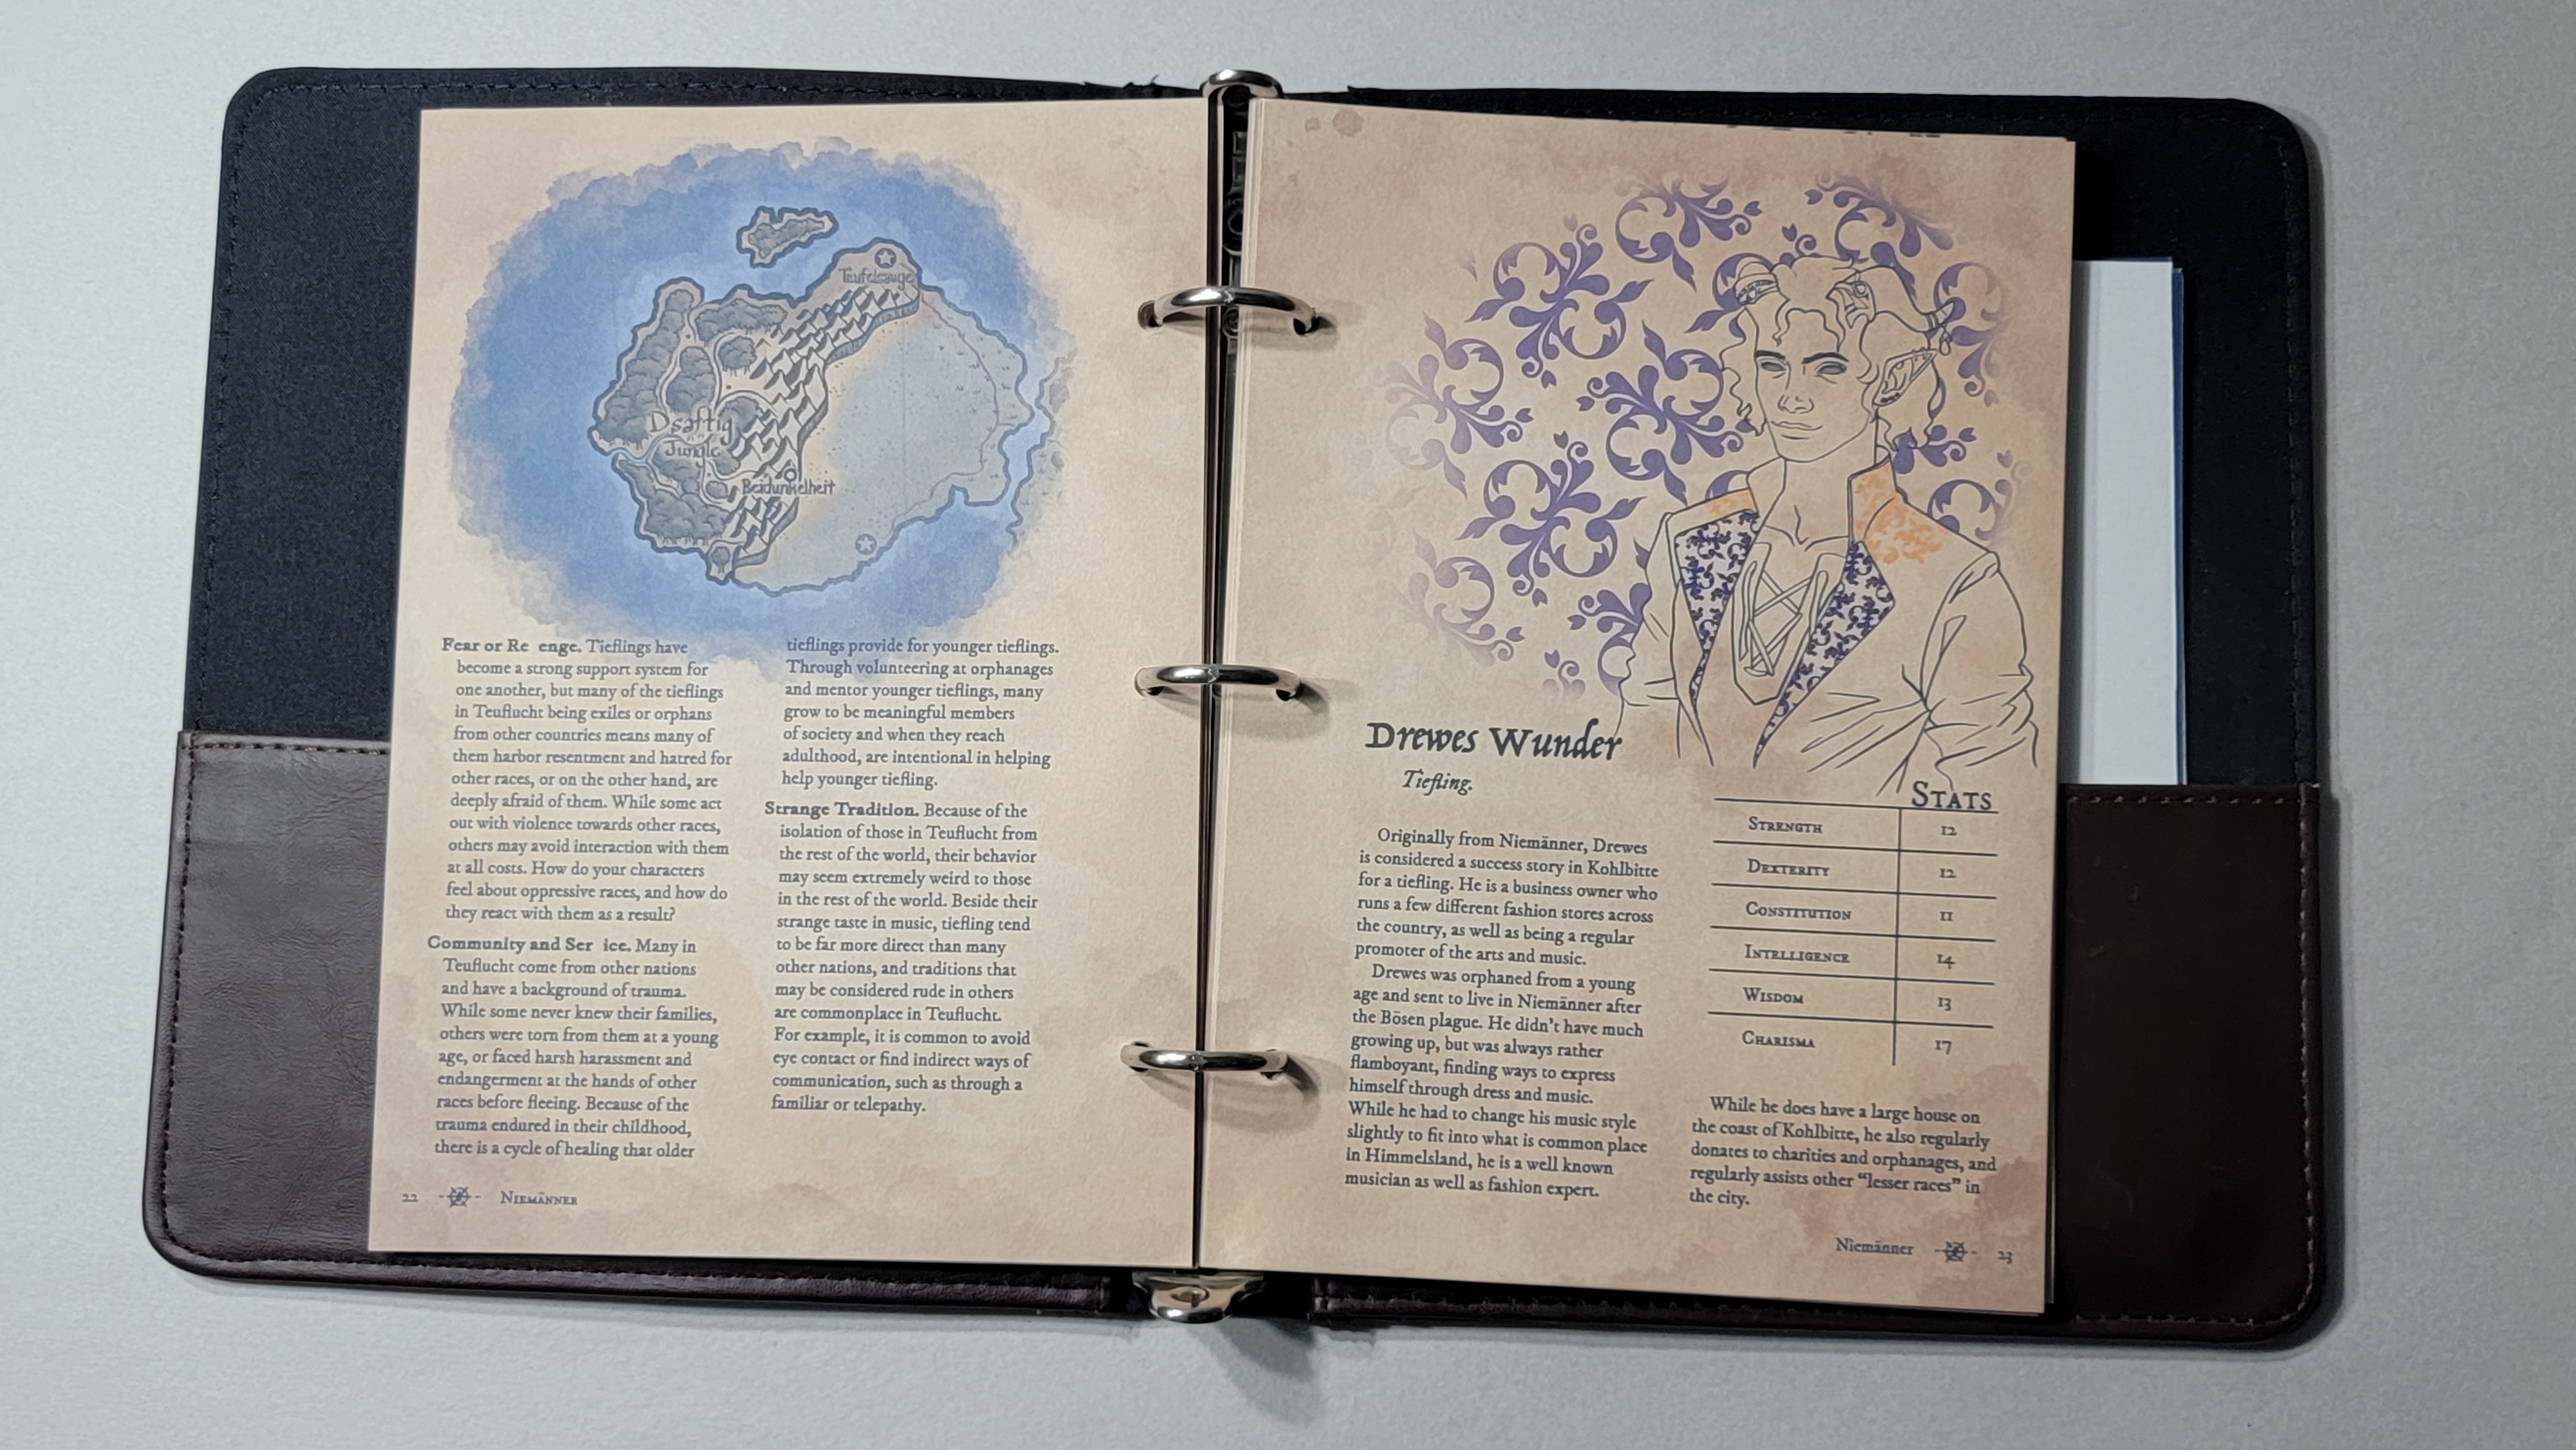 Dsaftig
Jungle
Bezdunkelheit
Teufelsauge
Fear or Re enge. Tieflings have
become a strong support system for
one another, but many of the tieflings
in Teuflucht being exiles or orphans
from other countries means many of
them harbor resentment and hatred for
other races, or on the other hand, are
deeply afraid of them. While some act
out with violence towards other races,
others may avoid interaction with them
at all costs. How do your characters
feel about oppressive races, and how do
they react with them as a result?
Community and Ser ice. Many in
Teuflucht come from other nations
and have a background of trauma.
While some never knew their families,
others were torn from them at a young
age, or faced harsh harassment and
endangerment at the hands of other
races before fleeing. Because of the
trauma endured in their childhood,
there is a cycle of healing that older
tieflings provide for younger tieflings.
Through volunteering at orphanages
and mentor younger tieflings, many
grow to be meaningful members
of society and when they reach
adulthood, are intentional in helping
help younger tiefling.
Strange Tradition. Because of the
isolation of those in Teuflucht from
the rest of the world, their behavior
may seem extremely weird to those
in the rest of the world. Beside their
strange taste in music, tiefling tend
to be far more direct than many
other nations, and traditions that
may be considered rude in others
are commonplace in Teuflucht.
For example, it is common to avoid
eye contact or find indirect ways of
communication, such as through a
familiar or telepathy.
22 Niemänner
Drewes Wunder
Tiefling.
Originally from Niemänner, Drewes
is considered a success story in Kohlbitte
for a tiefling. He is a business owner who
runs a few different fashion stores across
the country, as well as being a regular
promoter of the arts and music.
Drewes was orphaned from a young
age and sent to live in Niemänner after
the Bösen plague. He didn't have much
growing up, but was always rather
flamboyant, finding ways to express
himself through dress and music.
While he had to change his music style
slightly to fit into what is common place
in Himmelsland, he is a well known
musician as well as fashion expert.
Stats
Strength 12
Dexterity 12
Constitution 11
Intelligence 14
Wisdom 13
Charisma 17
While he does have a large house on
the coast of Kohlbitte, he also regularly
donates to charities and orphanages, and
regularly assists other "lesser races" in
the city.
Niemänner 23